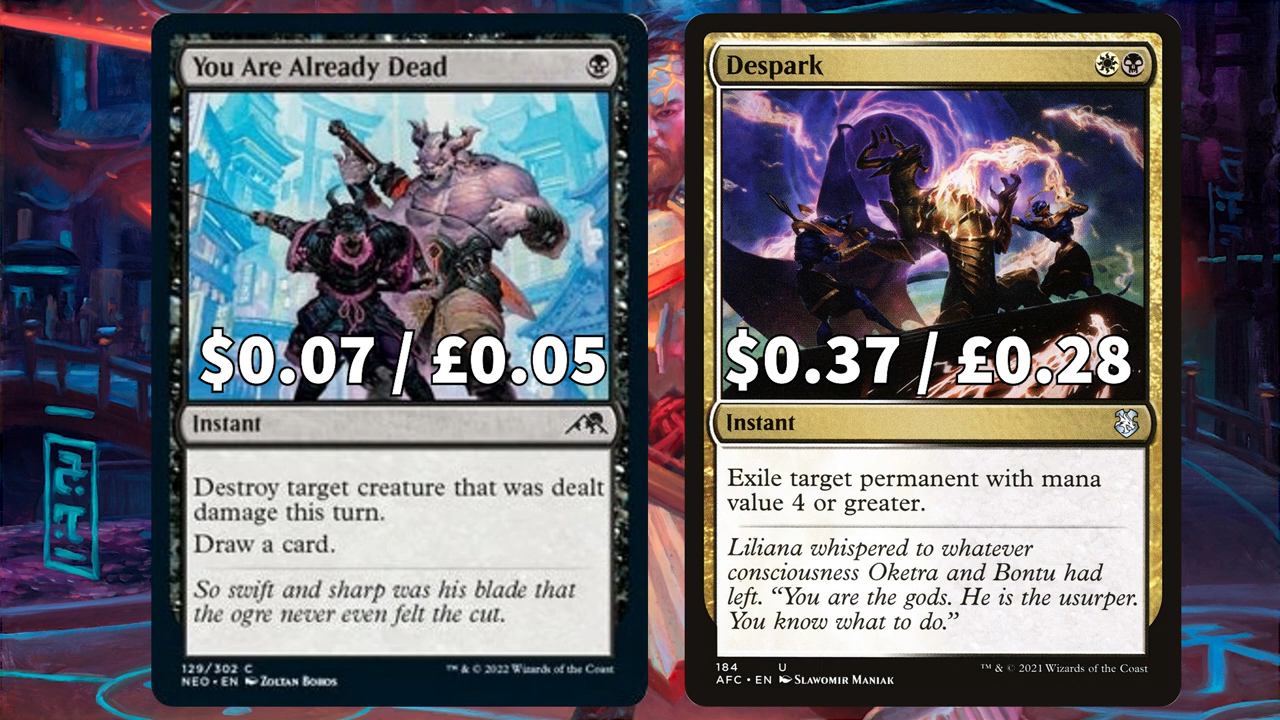 You Are Already Dead
$0.07 / £0.05
Instant
Destroy target creature that was dealt
damage this turn.
Draw a card.
So swift and sharp was his blade that
the ogre never even felt the cut.
129/302 C
NEO • EN Zoltan Boros
™ & © 2022 Wizards of the Coast
Despark
$0.37 / £0.28
Instant
Exile target permanent with mana
value 4 or greater.
Liliana whispered to whatever
consciousness Oketra and Bontu had
left. “You are the gods. He is the usurper.
You know what to do.”
184 U
AFC • EN Slawomir Maniak
™ & © 2021 Wizards of the Coast